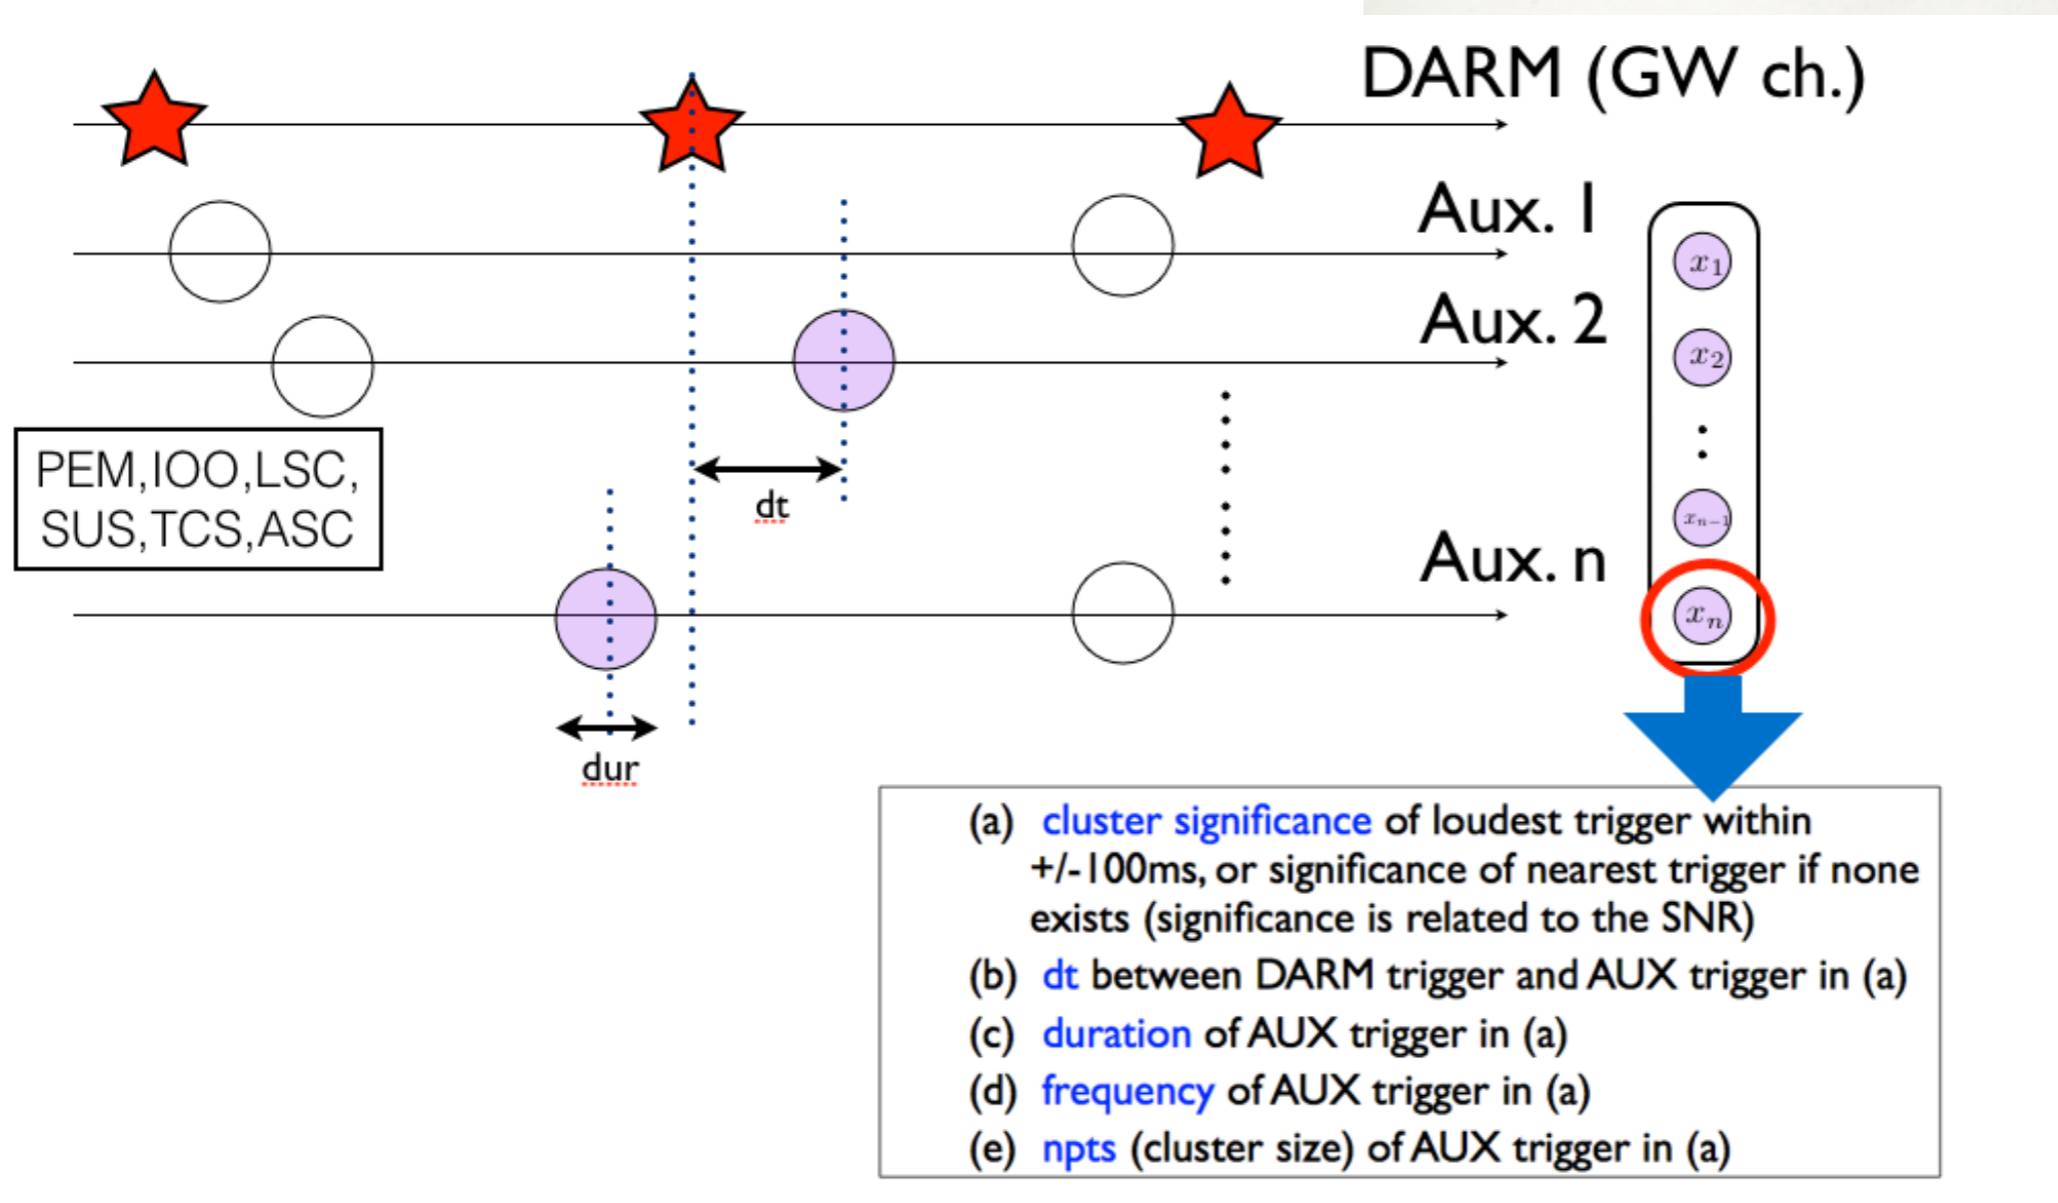 DARM (GW ch.)
Aux. 1
x1
Aux. 2
x2
PEM,IOO,LSC,
SUS,TCS,ASC
dt
xn−1
Aux. n
xn
dur
(a) cluster significance of loudest trigger within
+/-100ms, or significance of nearest trigger if none
exists (significance is related to the SNR)
(b) dt between DARM trigger and AUX trigger in (a)
(c) duration of AUX trigger in (a)
(d) frequency of AUX trigger in (a)
(e) npts (cluster size) of AUX trigger in (a)